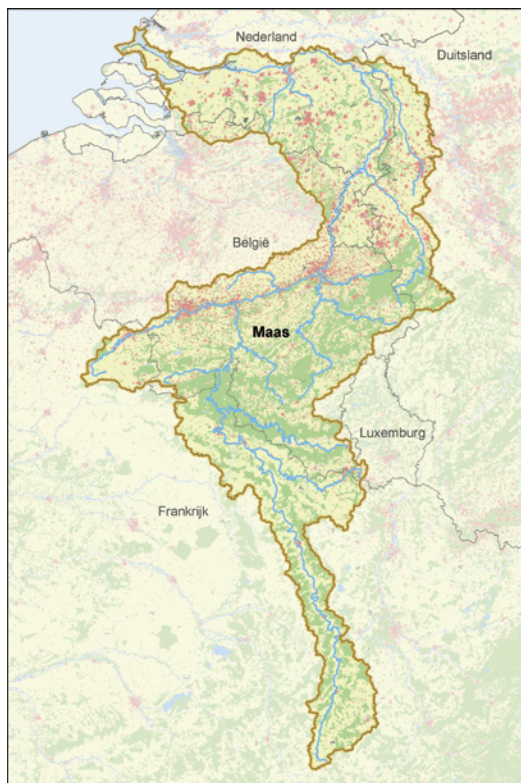 Nederland
Duitsland
België
Maas
Luxemburg
Frankrijk